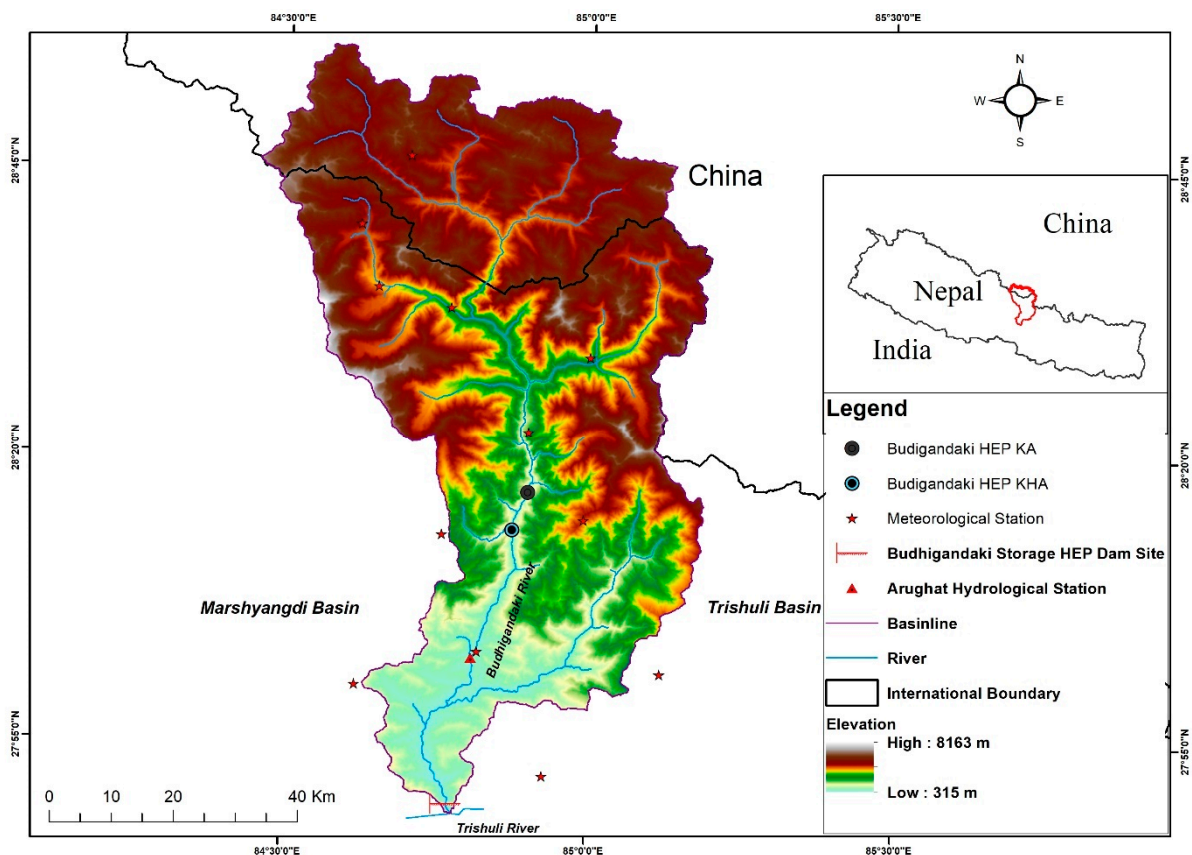 84°30'0"E 85°0'0"E 85°30'0"E
N
W E
S
28°45'0"N
28°45'0"N
China
China
Nepal
India
Legend
Budigandaki HEP KA
Budigandaki HEP KHA
Meteorological Station
Budhigandaki Storage HEP Dam Site
Arughat Hydrological Station
Basinline
River
International Boundary
Elevation
High : 8163 m
Low : 315 m
28°20'0"N
28°20'0"N
Marshyangdi Basin
Budhigandaki River
Trishuli Basin
27°55'0"N
27°55'0"N
0 10 20 40 Km
Trishuli River
84°30'0"E 85°0'0"E 85°30'0"E